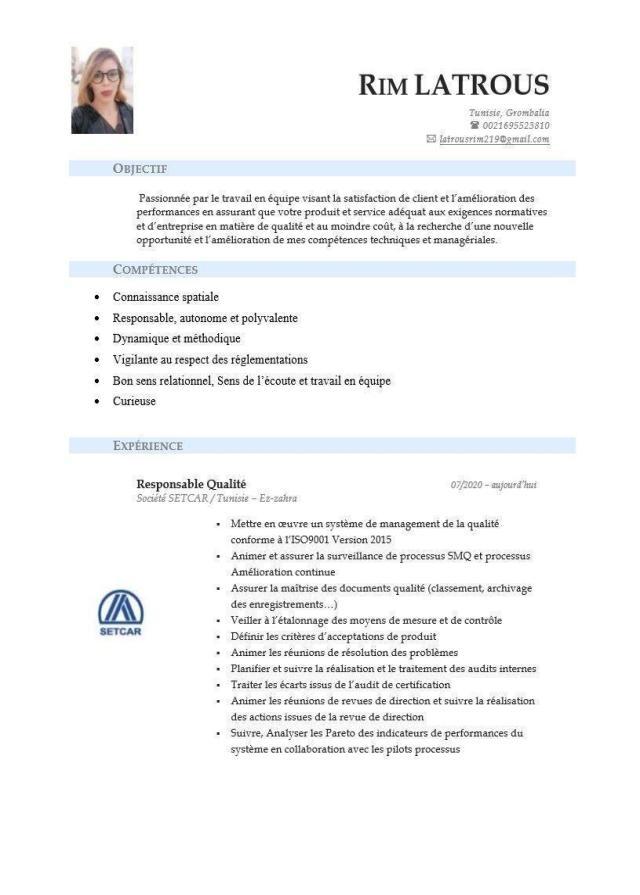 RIM LATROUS
Tunisie, Grombalia
☎ 0021695523810
✉ latrousrim219@gmail.com
OBJECTIF
Passionnée par le travail en équipe visant la satisfaction de client et l'amélioration des
performances en assurant que votre produit et service adéquat aux exigences normatives
et d'entreprise en matière de qualité et au moindre coût, à la recherche d'une nouvelle
opportunité et l'amélioration de mes compétences techniques et managériales.
COMPÉTENCES
• Connaissance spatiale
• Responsable, autonome et polyvalente
• Dynamique et méthodique
• Vigilante au respect des réglementations
• Bon sens relationnel, Sens de l'écoute et travail en équipe
• Curieuse
EXPÉRIENCE
Responsable Qualité 07/2020 – aujourd'hui
Société SETCAR / Tunisie – Ez-zahra
▪ Mettre en œuvre un système de management de la qualité
conforme à l'ISO9001 Version 2015
▪ Animer et assurer la surveillance de processus SMQ et processus
Amélioration continue
▪ Assurer la maîtrise des documents qualité (classement, archivage
des enregistrements…)
▪ Veiller à l'étalonnage des moyens de mesure et de contrôle
▪ Définir les critères d'acceptations de produit
▪ Animer les réunions de résolution des problèmes
▪ Planifier et suivre la réalisation et le traitement des audits internes
▪ Traiter les écarts issus de l'audit de certification
▪ Animer les réunions de revues de direction et suivre la réalisation
des actions issues de la revue de direction
▪ Suivre, Analyser les Pareto des indicateurs de performances du
système en collaboration avec les pilots processus
SETCAR